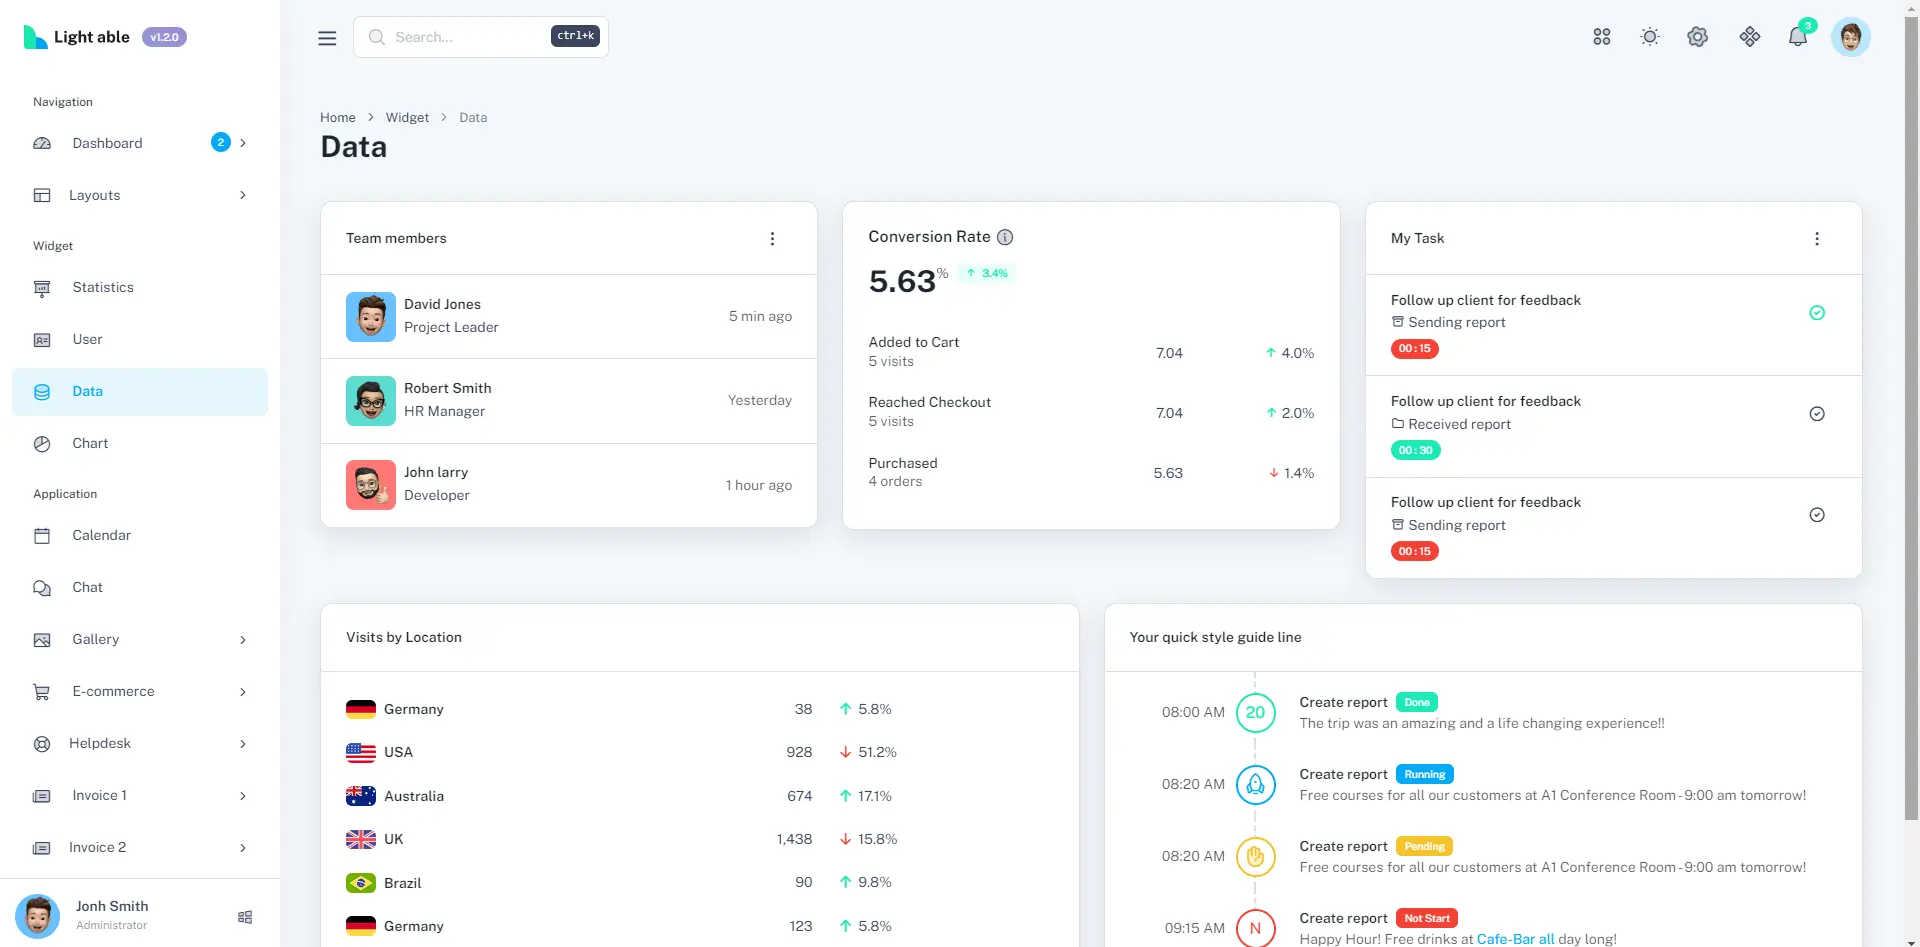 Light able v1.2.0
Search... ctrl+k
3
Navigation
Dashboard 2
Layouts
Widget
Statistics
User
Data
Chart
Application
Calendar
Chat
Gallery
E-commerce
Helpdesk
Invoice 1
Invoice 2
Jonh Smith
Administrator
Home > Widget > Data
Data
Team members
David Jones
Project Leader
5 min ago
Robert Smith
HR Manager
Yesterday
John larry
Developer
1 hour ago
Conversion Rate
5.63% 3.4%
Added to Cart
5 visits
7.04 4.0%
Reached Checkout
5 visits
7.04 2.0%
Purchased
4 orders
5.63 1.4%
My Task
Follow up client for feedback
Sending report
00:15
Follow up client for feedback
Received report
00:30
Follow up client for feedback
Sending report
00:15
Visits by Location
Germany 38 5.8%
USA 928 51.2%
Australia 674 17.1%
UK 1,438 15.8%
Brazil 90 9.8%
Germany 123 5.8%
Your quick style guide line
08:00 AM 20 Create report Done
The trip was an amazing and a life changing experience!!
08:20 AM Create report Running
Free courses for all our customers at A1 Conference Room - 9:00 am tomorrow!
08:20 AM Create report Pending
Free courses for all our customers at A1 Conference Room - 9:00 am tomorrow!
09:15 AM N Create report Not Start
Happy Hour! Free drinks at Cafe-Bar all day long!